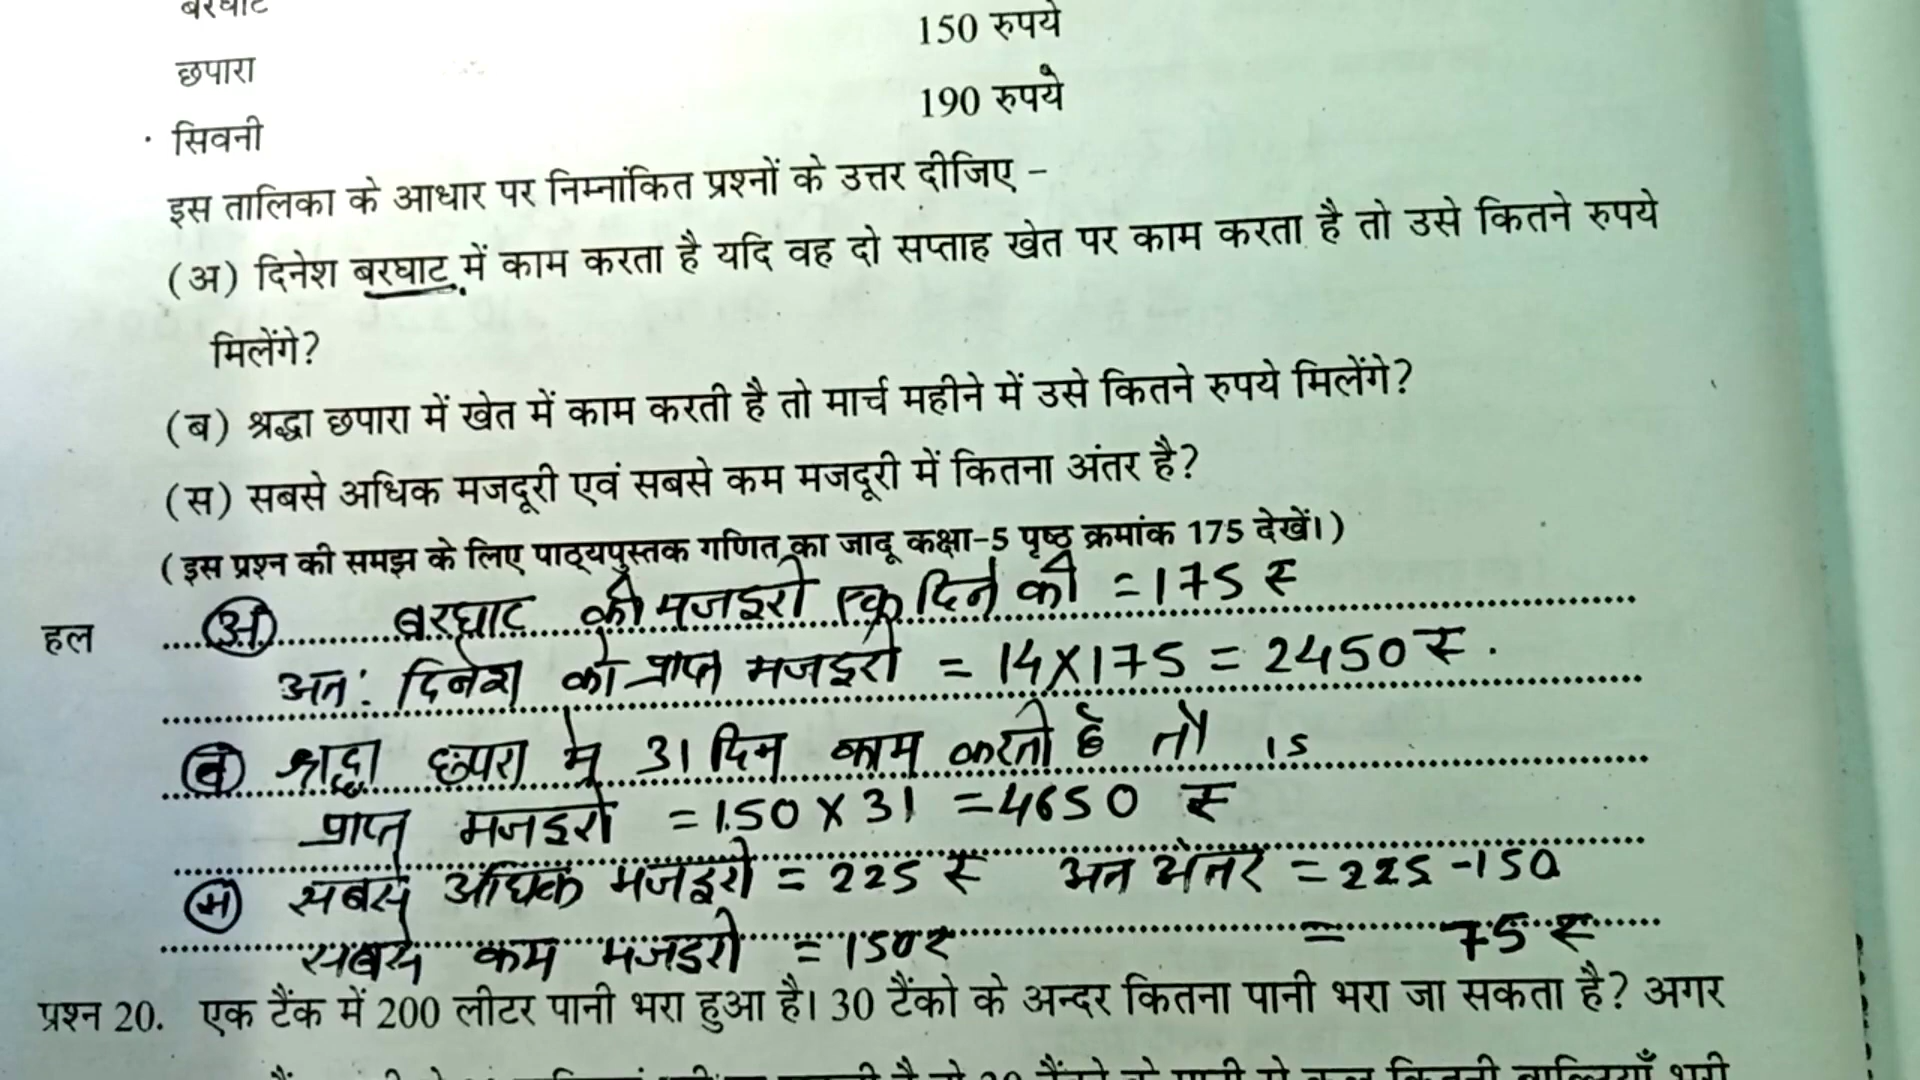 बरघाट
150 रुपये
छपारा
190 रुपये
सिवनी
इस तालिका के आधार पर निम्नांकित प्रश्नों के उत्तर दीजिए -
(अ) दिनेश बरघाट में काम करता है यदि वह दो सप्ताह खेत पर काम करता है तो उसे कितने रुपये
मिलेंगे?
(ब) श्रद्धा छपारा में खेत में काम करती है तो मार्च महीने में उसे कितने रुपये मिलेंगे?
(स) सबसे अधिक मजदूरी एवं सबसे कम मजदूरी में कितना अंतर है?
(इस प्रश्न की समझ के लिए पाठ्यपुस्तक गणित का जादू कक्षा-5 पृष्ठ क्रमांक 175 देखें।)
हल (अ) बरघाट की मजदूरी एक दिन की = 175 रु
अतः दिनेश को प्राप्त मजदूरी = 14 X 175 = 2450 रु.
(ब) श्रद्धा छपरा में 31 दिन काम करती है तो 15
प्राप्त मजदूरी = 150 X 31 = 4650 रु
(स) सबसे अधिक मजदूरी = 225 रु अत अंतर = 225 - 150
सबसे कम मजदूरी = 150 रु = 75 रु
प्रश्न 20. एक टैंक में 200 लीटर पानी भरा हुआ है। 30 टैंको के अन्दर कितना पानी भरा जा सकता है? अगर